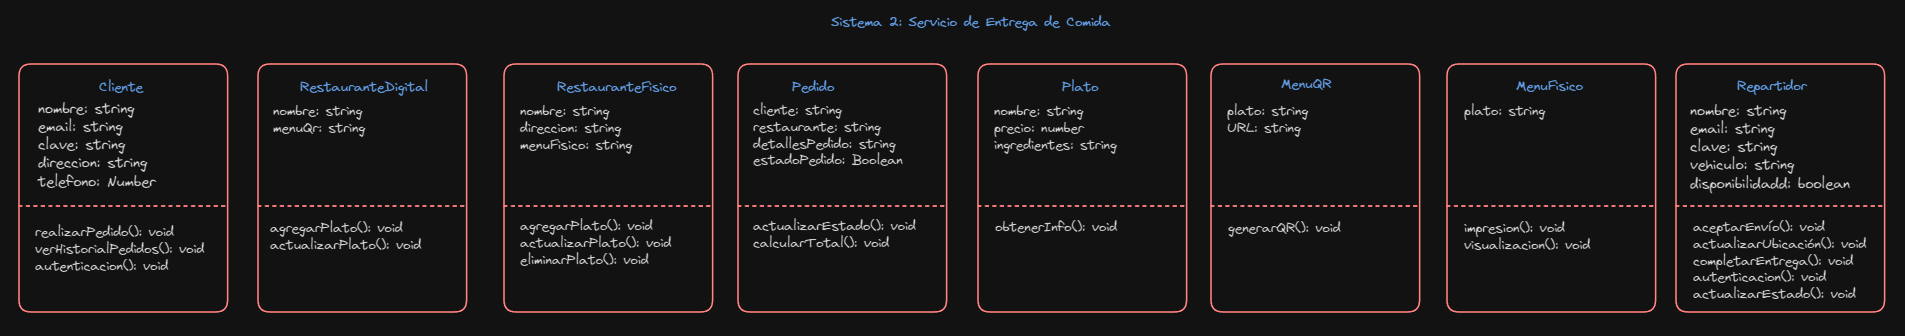 Sistema 2: Servicio de Entrega de Comida
Cliente
nombre: string
email: string
clave: string
direccion: string
telefono: Number
realizarPedido(): void
verHistorialPedidos(): void
autenticacion(): void
RestauranteDigital
nombre: string
menuQr: string
agregarPlato(): void
actualizarPlato(): void
RestauranteFisico
nombre: string
direccion: string
menuFisico: string
agregarPlato(): void
actualizarPlato(): void
eliminarPlato(): void
Pedido
cliente: string
restaurante: string
detallesPedido: string
estadoPedido: Boolean
actualizarEstado(): void
calcularTotal(): void
Plato
nombre: string
precio: number
ingredientes: string
obtenerInfo(): void
MenuQR
plato: string
URL: string
generarQR(): void
MenuFisico
plato: string
impresion(): void
visualizacion(): void
Repartidor
nombre: string
email: string
clave: string
vehiculo: string
disponibilidadd: boolean
aceptarEnvío(): void
actualizarUbicación(): void
completarEntrega(): void
autenticacion(): void
actualizarEstado(): void